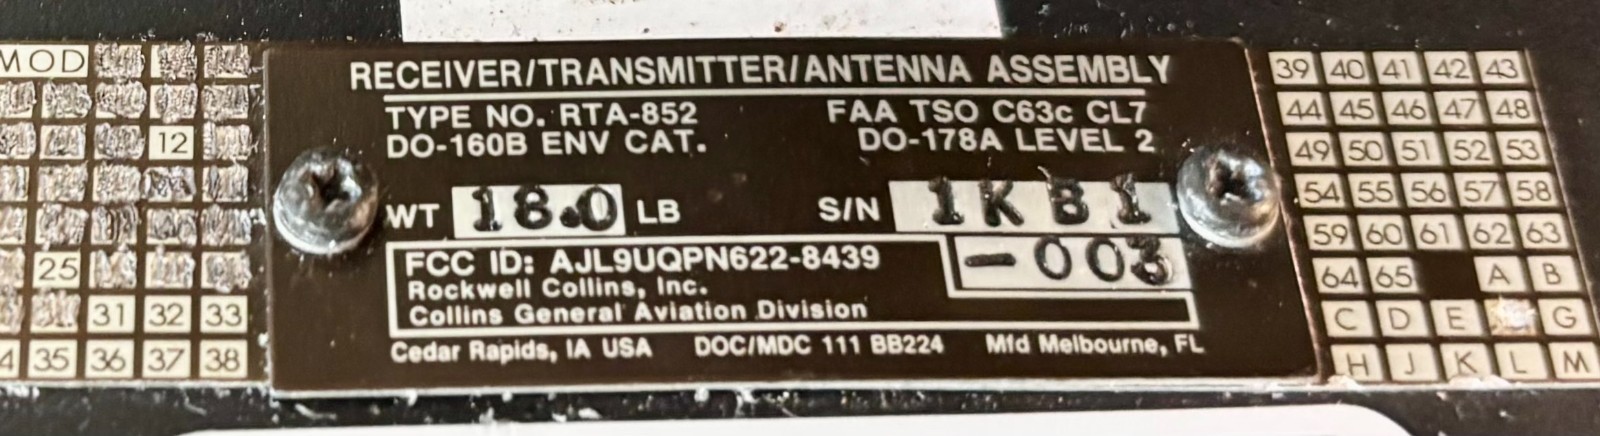 MOD
12
25
31 32 33
35 36 37 38
RECEIVER/TRANSMITTER/ANTENNA ASSEMBLY
TYPE NO. RTA-852 FAA TSO C63c CL7
DO-160B ENV CAT. DO-178A LEVEL 2
WT 18.0 LB S/N 1KB1
-003
FCC ID: AJL9UQPN622-8439
Rockwell Collins, Inc.
Collins General Aviation Division
Cedar Rapids, IA USA DOC/MDC 111 BB224 Mfd Melbourne, FL
39 40 41 42 43
44 45 46 47 48
49 50 51 52 53
54 55 56 57 58
59 60 61 62 63
64 65 A B
C D E G
H J K L M